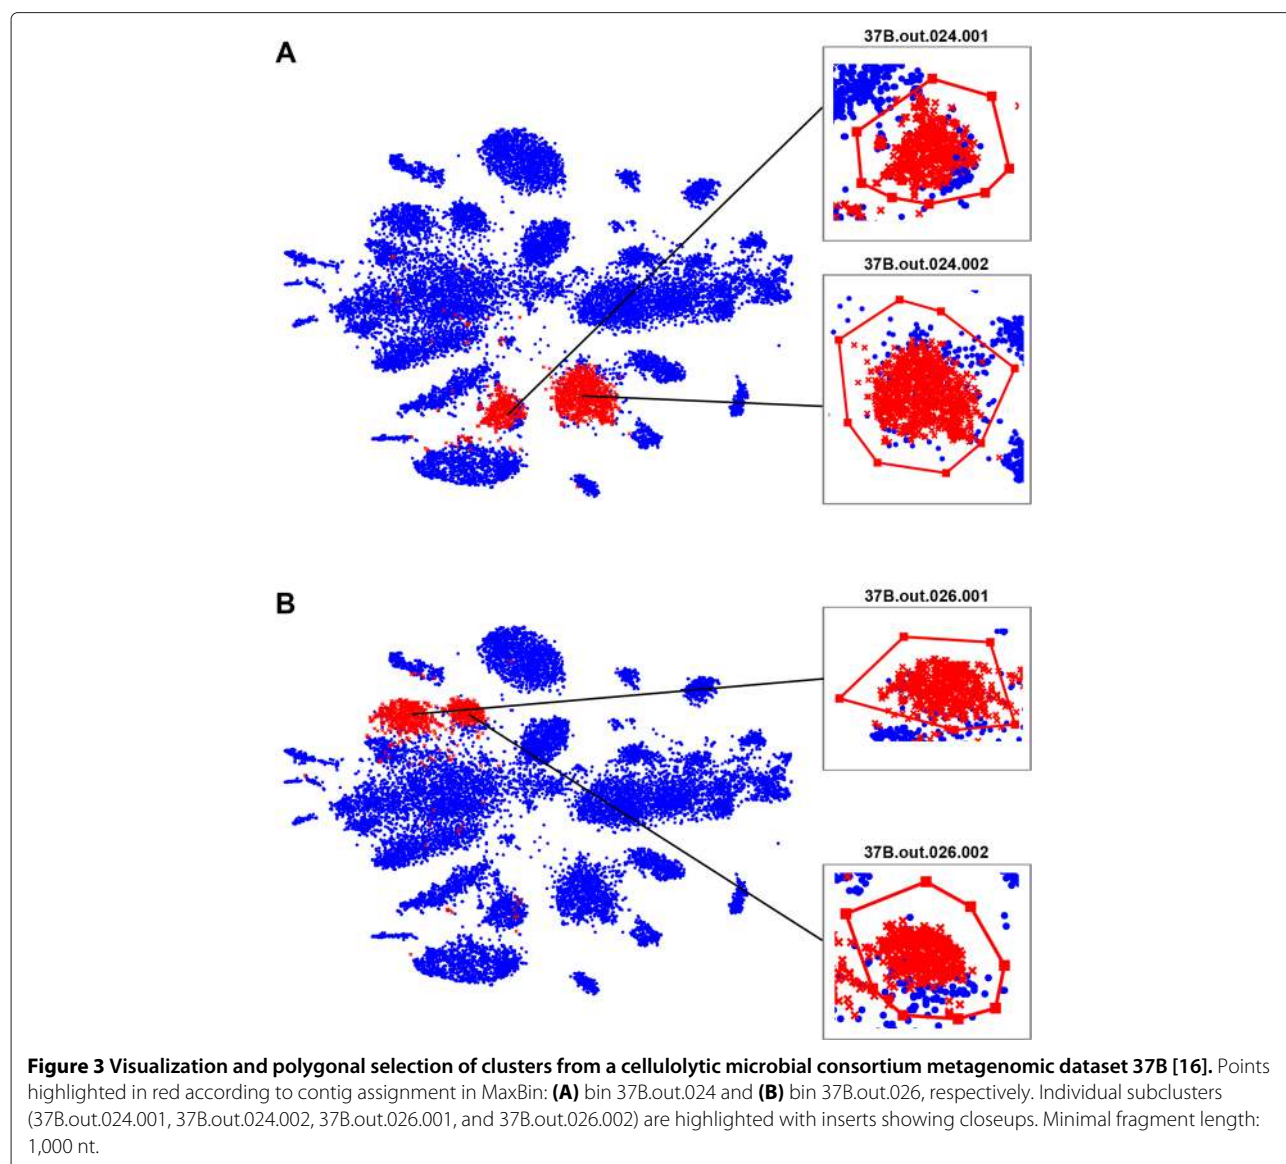 A
37B.out.024.001
37B.out.024.002
B
37B.out.026.001
37B.out.026.002
Figure 3 Visualization and polygonal selection of clusters from a cellulolytic microbial consortium metagenomic dataset 37B [16]. Points
highlighted in red according to contig assignment in MaxBin: (A) bin 37B.out.024 and (B) bin 37B.out.026, respectively. Individual subclusters
(37B.out.024.001, 37B.out.024.002, 37B.out.026.001, and 37B.out.026.002) are highlighted with inserts showing closeups. Minimal fragment length:
1,000 nt.